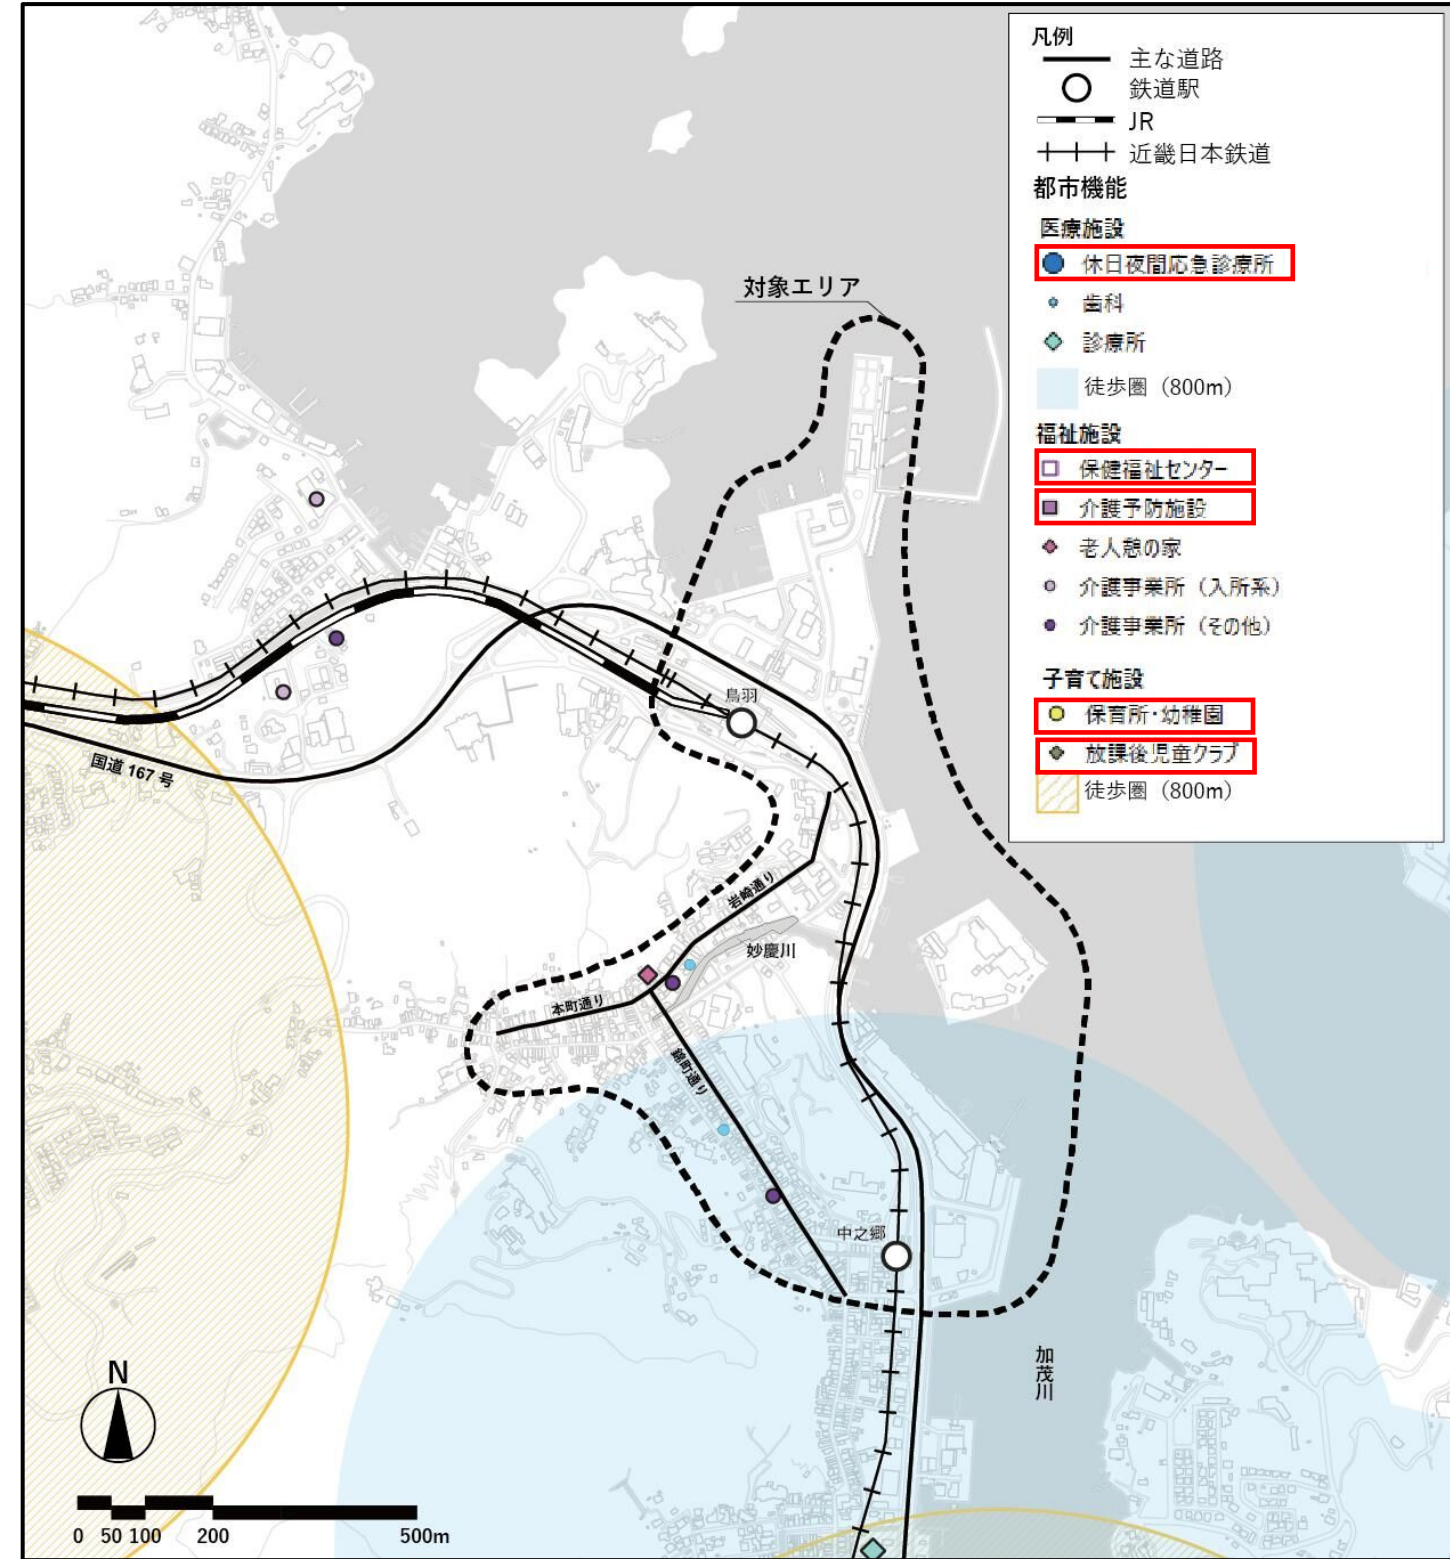 凡例
主な道路
鉄道駅
JR
近畿日本鉄道
都市機能
医療施設
休日夜間応急診療所
歯科
診療所
徒歩圏（800m）
福祉施設
保健福祉センター
介護予防施設
老人憩の家
介護事業所（入所系）
介護事業所（その他）
子育て施設
保育所・幼稚園
放課後児童クラブ
徒歩圏（800m）
対象エリア
鳥羽
国道 167 号
岩崎通り
妙慶川
本町通り
錦町通り
中之郷
加茂川
N
0 50 100 200 500m